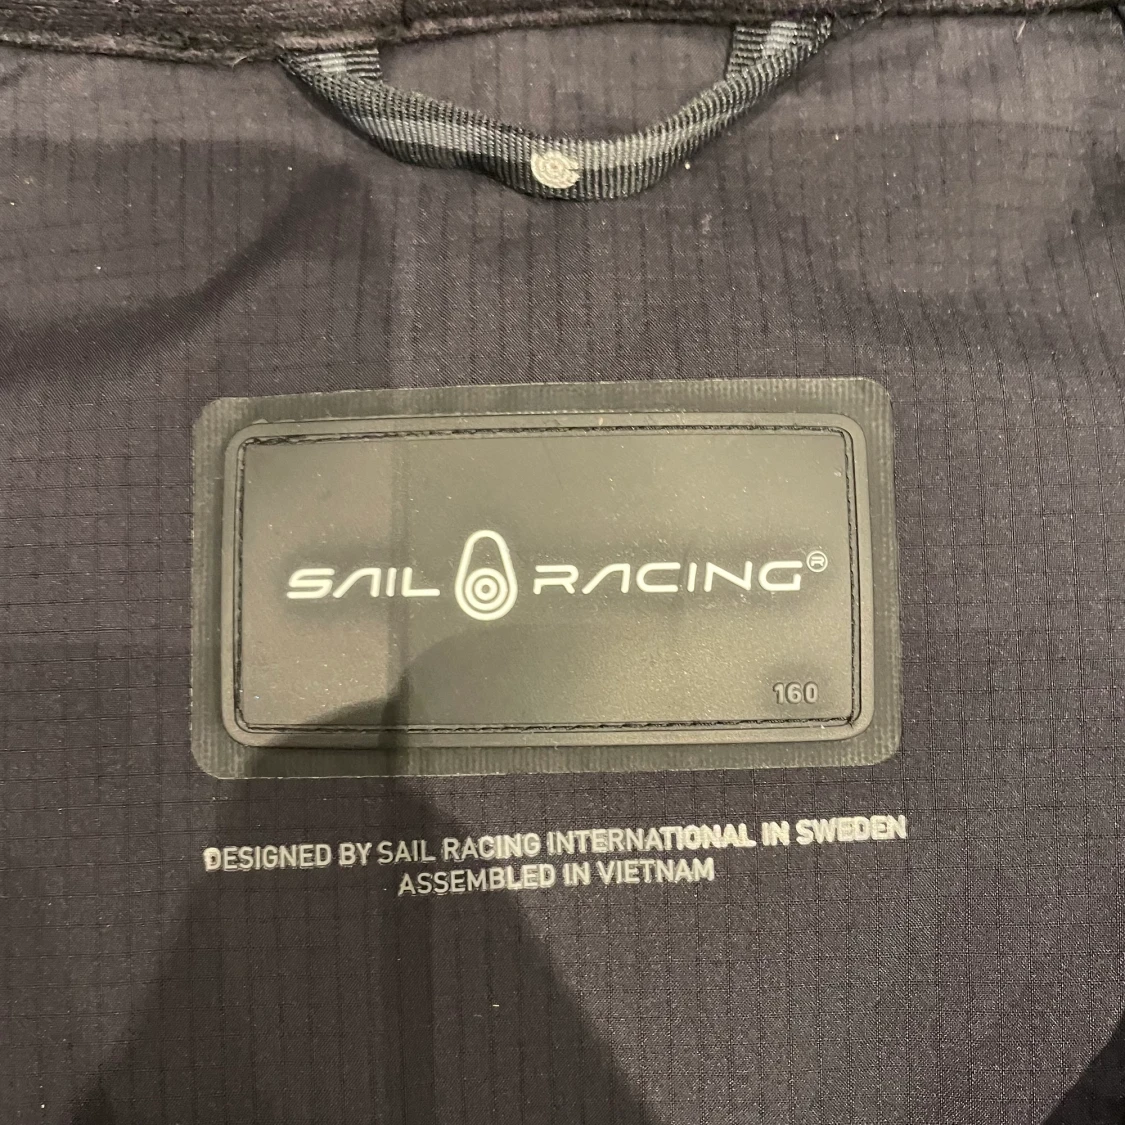 SAIL RACING®
160
DESIGNED BY SAIL RACING INTERNATIONAL IN SWEDEN
ASSEMBLED IN VIETNAM